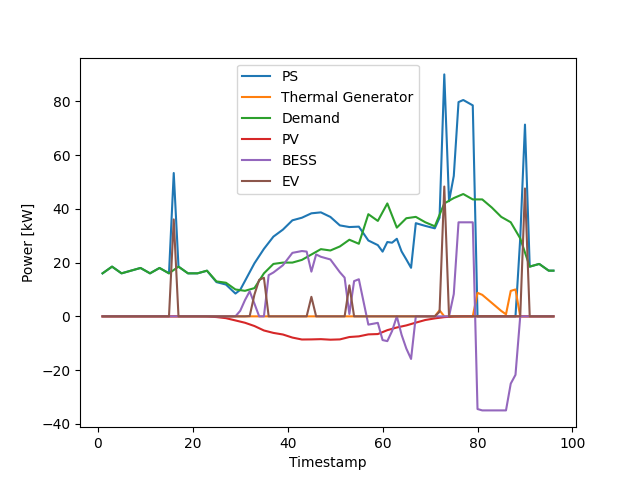 PS
Thermal Generator
Demand
PV
BESS
EV
Power [kW]
80
60
40
20
0
−20
−40
0 20 40 60 80 100
Timestamp